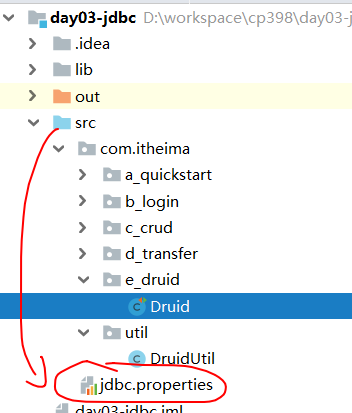 day03-jdbc D:\workspace\cp398\day03-j
.idea
lib
out
src
com.itheima
a_quickstart
b_login
c_crud
d_transfer
e_druid
Druid
util
DruidUtil
jdbc.properties
day03-jdbc.iml